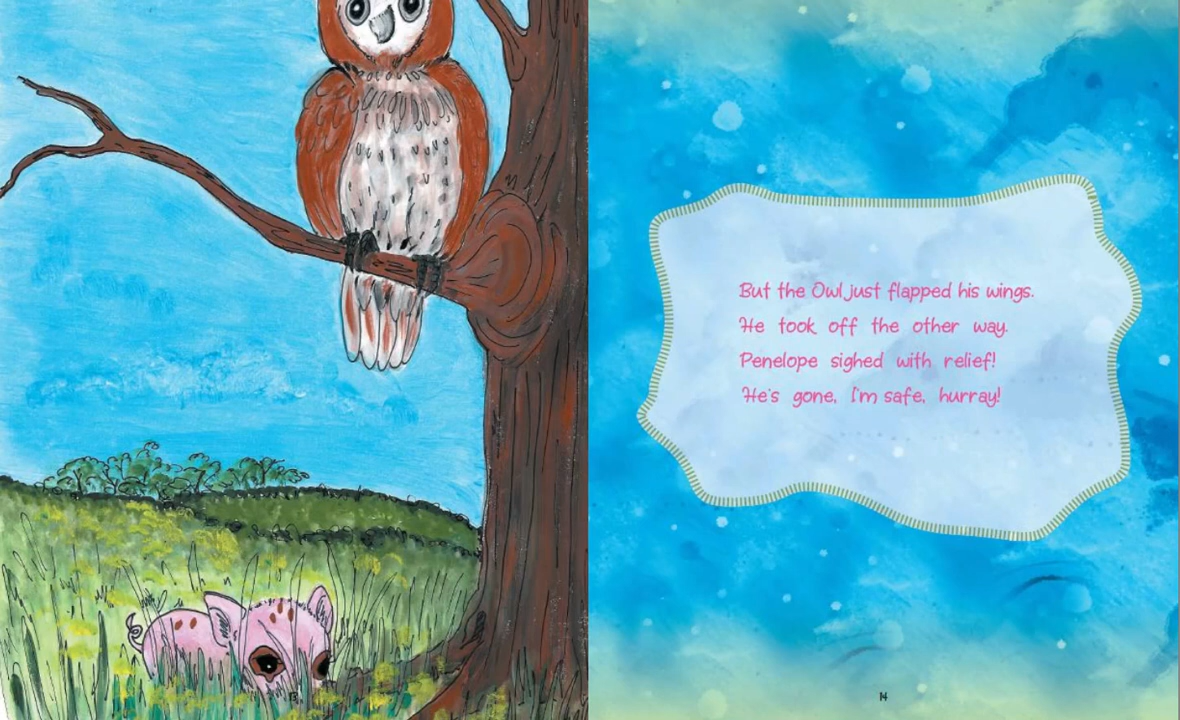 But the Owl just flapped his wings.
He took off the other way.
Penelope sighed with relief!
He's gone, I'm safe, hurray!
13
14